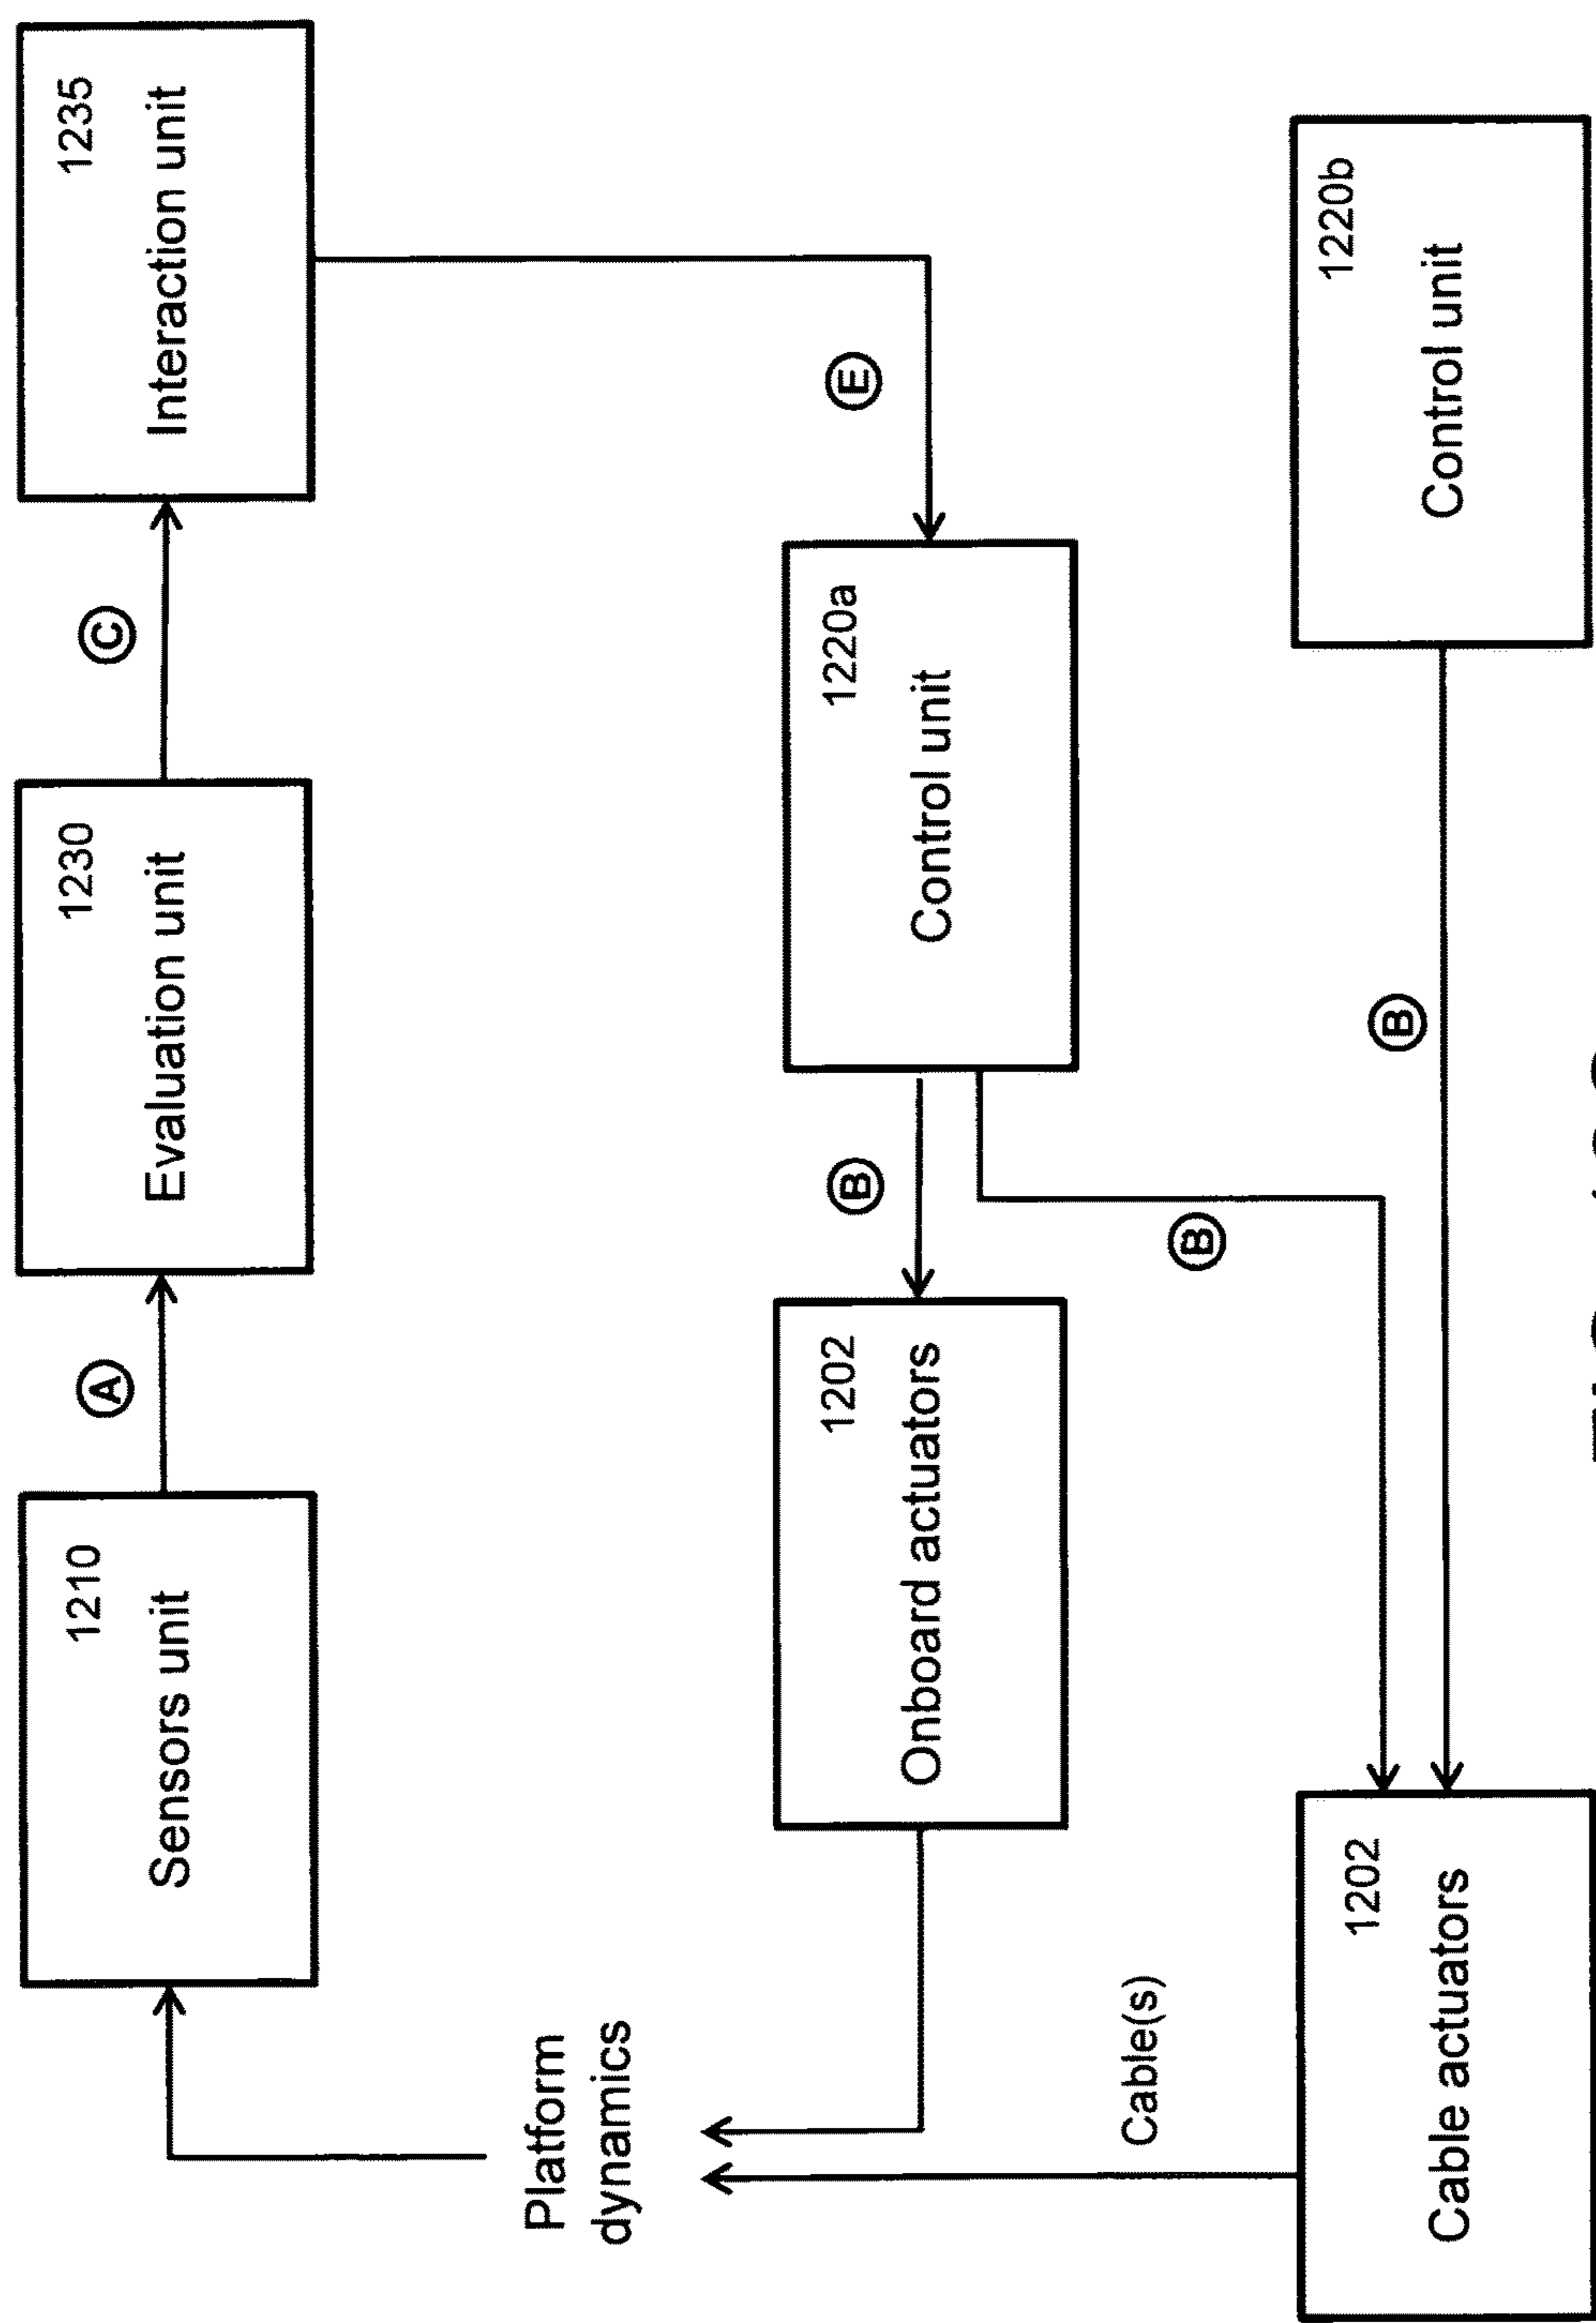 1210
Sensors unit
A
1230
Evaluation unit
C
1235
Interaction unit
Platform
dynamics
1202
Onboard actuators
B
1220a
Control unit
E
Cable(s)
B
1202
Cable actuators
B
1220b
Control unit